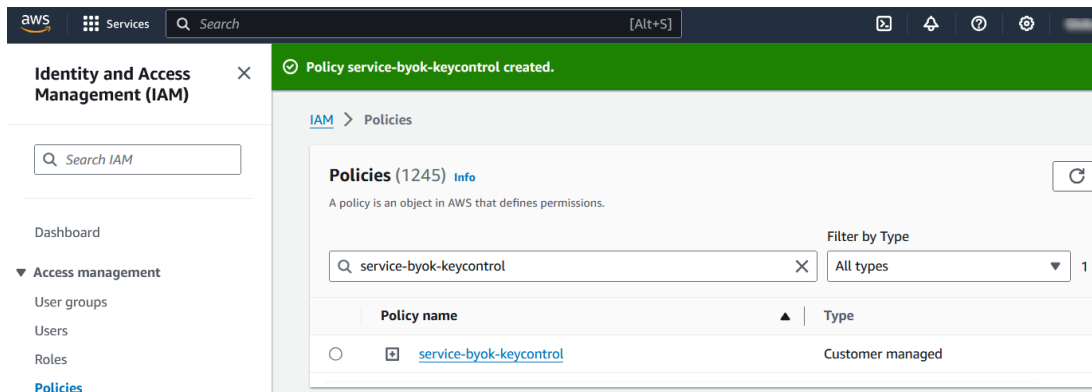 aws Services Search [Alt+S]
Identity and Access
Management (IAM)
Search IAM
Dashboard
Access management
User groups
Users
Roles
Policies
Policy service-byok-keycontrol created.
IAM > Policies
Policies (1245) Info
A policy is an object in AWS that defines permissions.
Filter by Type
service-byok-keycontrol All types 1
Policy name Type
service-byok-keycontrol Customer managed